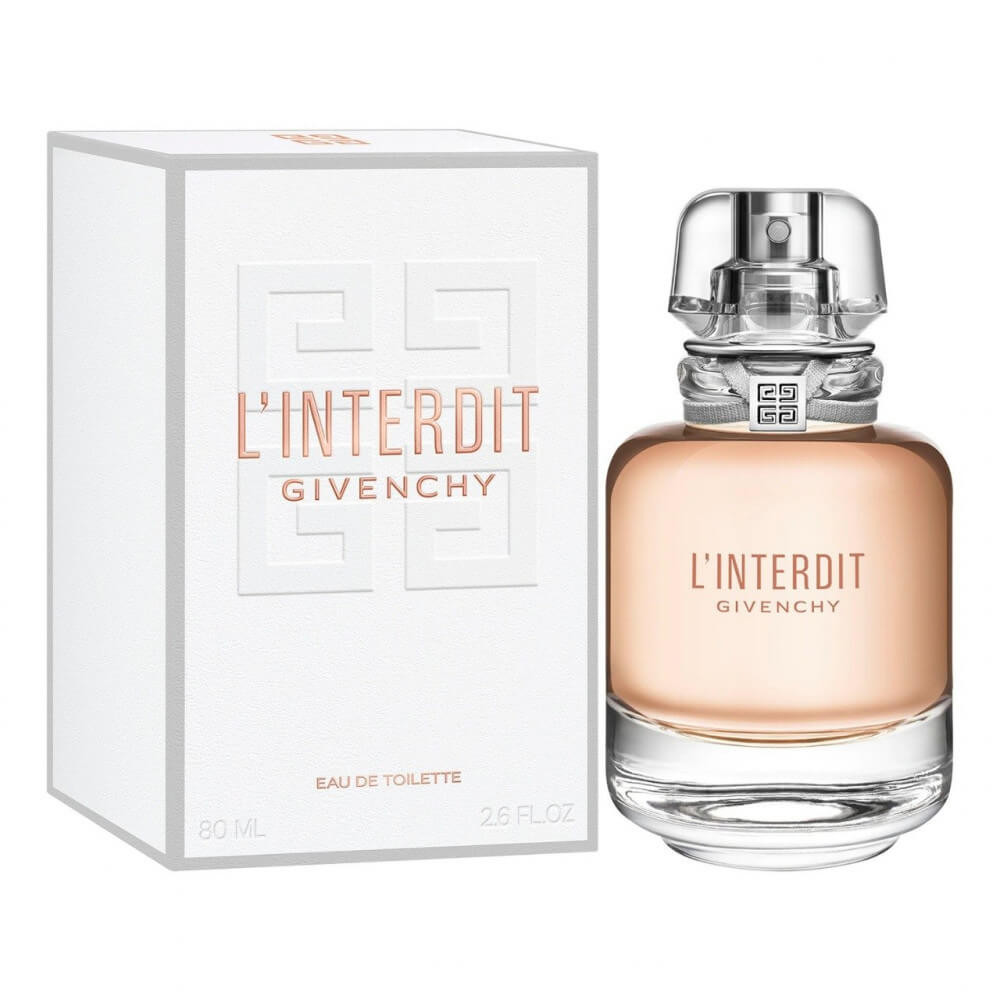 L'INTERDIT
GIVENCHY
EAU DE TOILETTE
80 ML
2.6 FL.OZ
L'INTERDIT
GIVENCHY